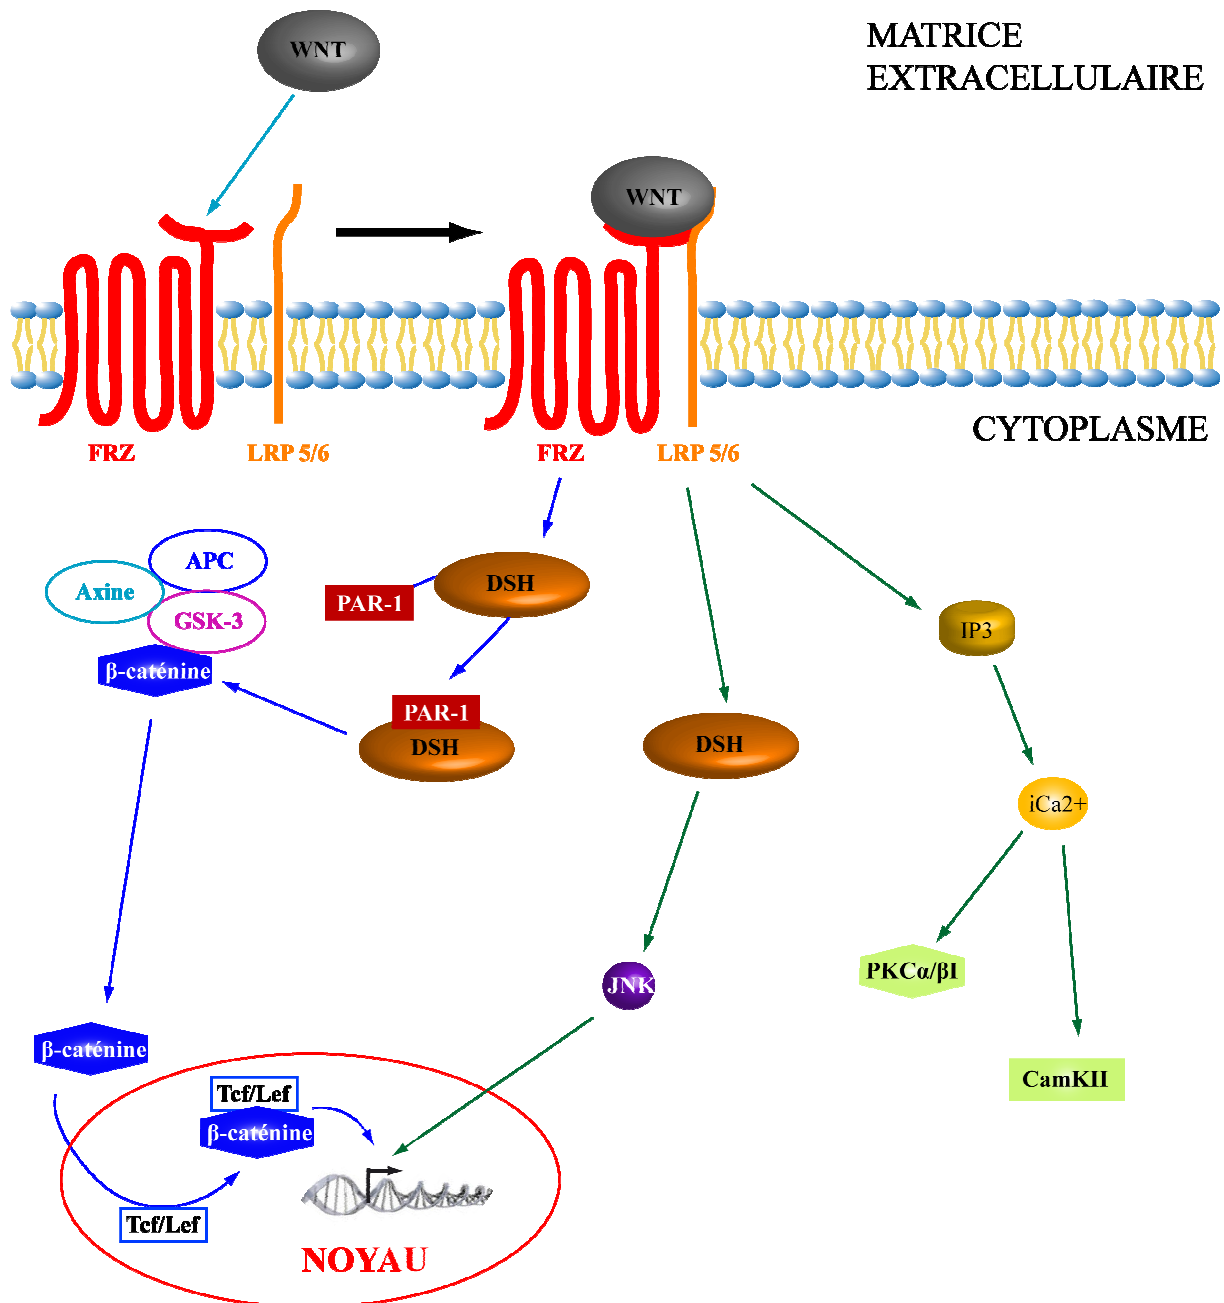 WNT
MATRICE
EXTRACELLULAIRE
WNT
CYTOPLASME
FRZ
LRP 5/6
FRZ
LRP 5/6
APC
Axine
GSK-3
β-caténine
PAR-1
DSH
PAR-1
DSH
DSH
IP3
iCa2+
JNK
PKCα/βI
CamKII
β-caténine
Tcf/Lef
β-caténine
Tcf/Lef
NOYAU